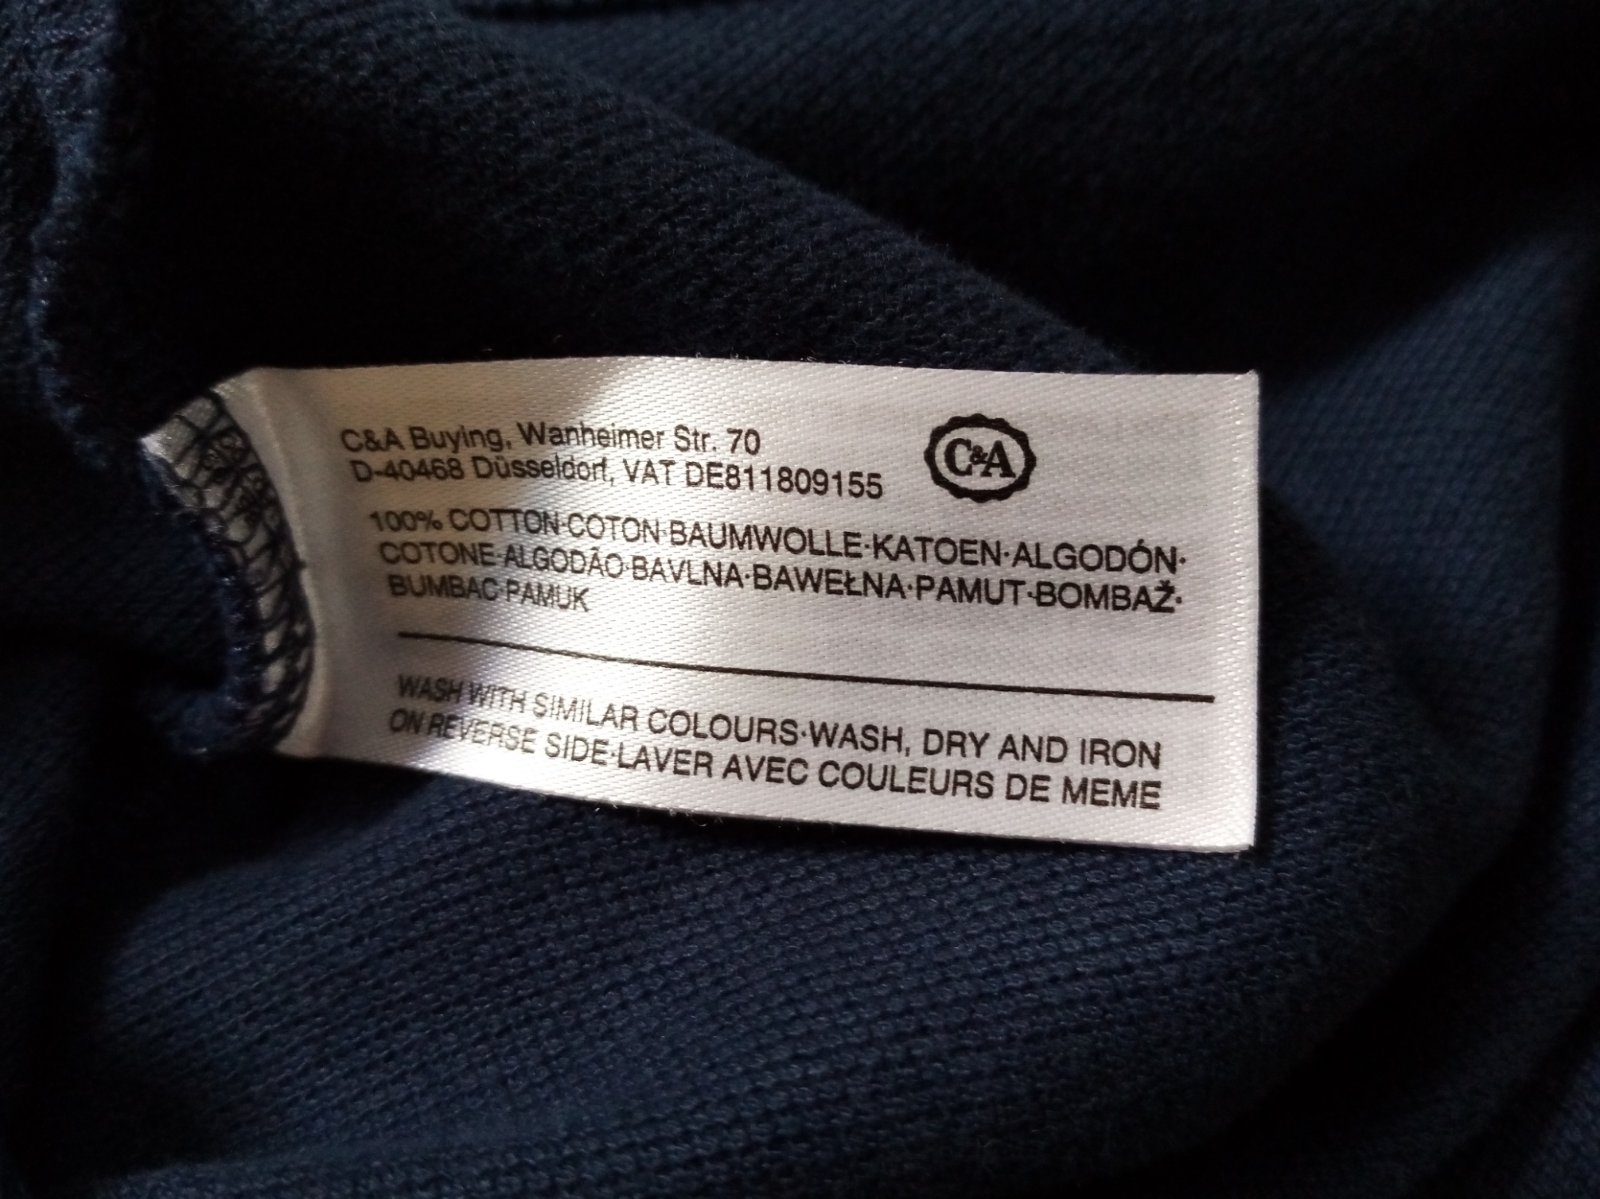 C&A Buying, Wanheimer Str. 70
D-40468 Düsseldorf, VAT DE811809155
C&A
100% COTTON·COTON·BAUMWOLLE·KATOEN·ALGODÓN·
COTONE·ALGODÃO·BAVLNA·BAWEŁNA·PAMUT·BOMBAŽ·
BUMBAC·PAMUK
WASH WITH SIMILAR COLOURS·WASH, DRY AND IRON
ON REVERSE SIDE·LAVER AVEC COULEURS DE MEME